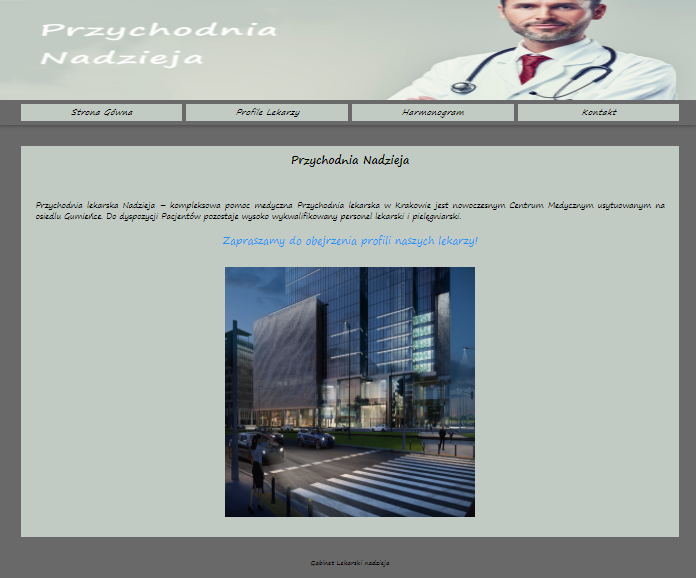 Przychodnia
Nadzieja
Strona Gówna
Profile Lekarzy
Harmonogram
Kontakt
Przychodnia Nadzieja
Przychodnia lekarska Nadzieja – kompleksowa pomoc medyczna Przychodnia lekarska w Krakowie jest nowoczesnym Centrum Medycznym usytuowanym na
osiedlu Gumieńce. Do dyspozycji Pacjentów pozostaje wysoko wykwalifikowany personel lekarski i pielęgniarski.
Zapraszamy do obejrzenia profili naszych lekarzy!
Gabinet Lekarski nadzieja